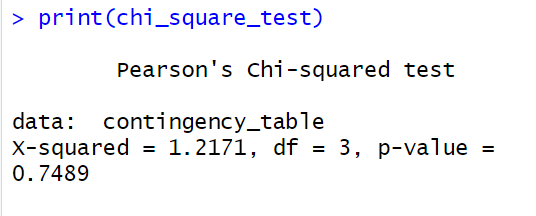 > print(chi_square_test)
Pearson's Chi-squared test
data:  contingency_table
X-squared = 1.2171, df = 3, p-value =
0.7489